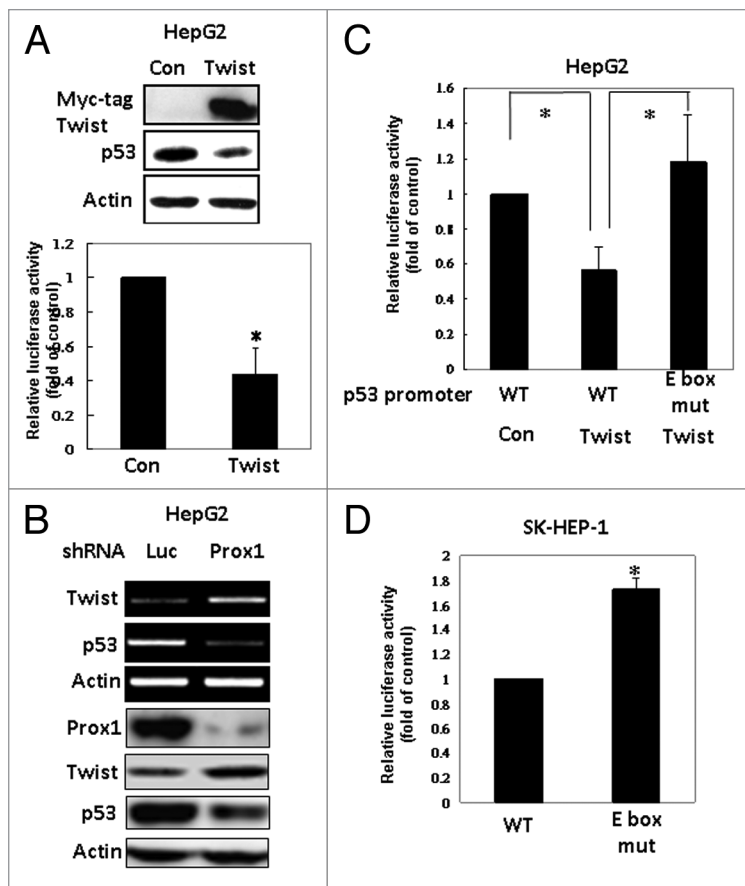 A
HepG2
Con Twist
Myc-tag
Twist
p53
Actin
Relative luciferase activity
(fold of control)
1.2
1
0.8
0.6
0.4
0.2
0
*
Con Twist
B
HepG2
shRNA Luc Prox1
Twist
p53
Actin
Prox1
Twist
p53
Actin
C
HepG2
Relative luciferase activity
(fold of control)
1.6
1.4
1.2
1
0.8
0.6
0.4
0.2
0
* *
p53 promoter WT WT E box
mut
Con Twist Twist
D
SK-HEP-1
Relative luciferase activity
(fold of control)
2
1.8
1.6
1.4
1.2
1
0.8
0.6
0.4
0.2
0
*
WT E box
mut